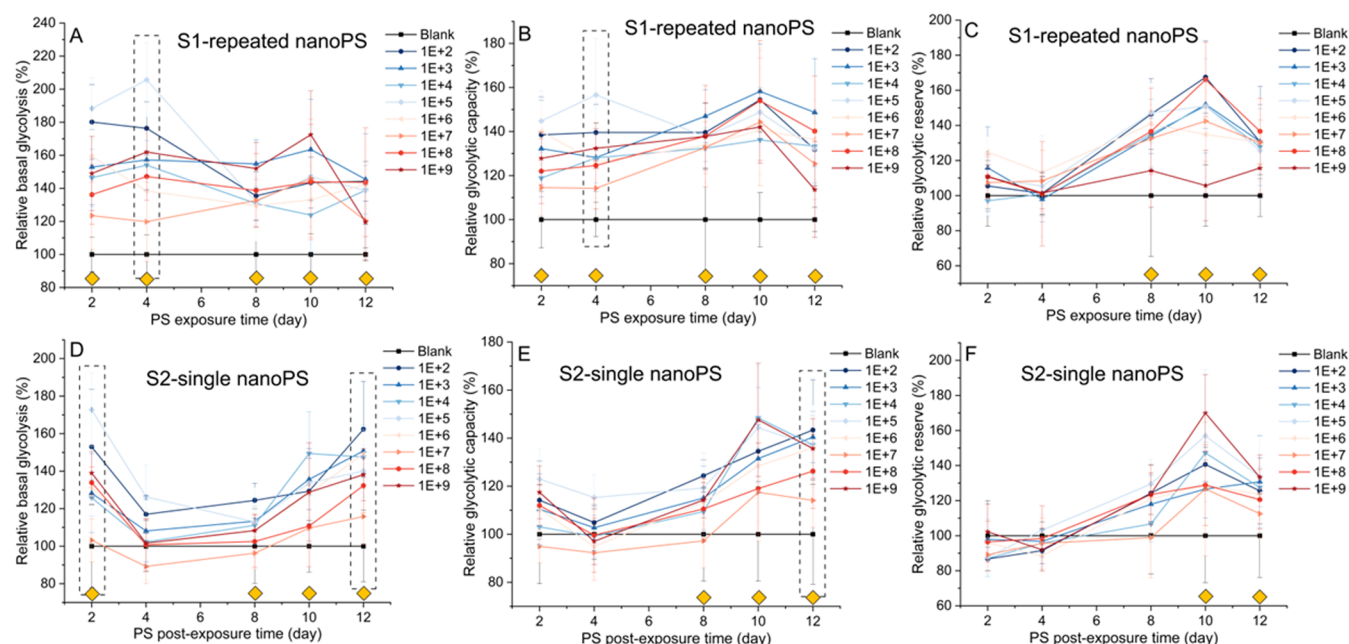 A
S1-repeated nanoPS
Relative basal glycolysis (%)
240
220
200
180
160
140
120
100
80
2 4 6 8 10 12
PS exposure time (day)
Blank
1E+2
1E+3
1E+4
1E+5
1E+6
1E+7
1E+8
1E+9
B
S1-repeated nanoPS
Relative glycolytic capacity (%)
180
160
140
120
100
80
2 4 6 8 10 12
PS exposure time (day)
Blank
1E+2
1E+3
1E+4
1E+5
1E+6
1E+7
1E+8
1E+9
C
S1-repeated nanoPS
Relative glycolytic reserve (%)
200
180
160
140
120
100
80
60
2 4 6 8 10 12
PS exposure time (day)
Blank
1E+2
1E+3
1E+4
1E+5
1E+6
1E+7
1E+8
1E+9
D
S2-single nanoPS
Relative basal glycolysis (%)
200
180
160
140
120
100
80
2 4 6 8 10 12
PS post-exposure time (day)
Blank
1E+2
1E+3
1E+4
1E+5
1E+6
1E+7
1E+8
1E+9
E
S2-single nanoPS
Relative glycolytic capacity (%)
180
160
140
120
100
80
2 4 6 8 10 12
PS post-exposure time (day)
Blank
1E+2
1E+3
1E+4
1E+5
1E+6
1E+7
1E+8
1E+9
F
S2-single nanoPS
Relative glycolytic reserve (%)
200
180
160
140
120
100
80
60
2 4 6 8 10 12
PS post-exposure time (day)
Blank
1E+2
1E+3
1E+4
1E+5
1E+6
1E+7
1E+8
1E+9